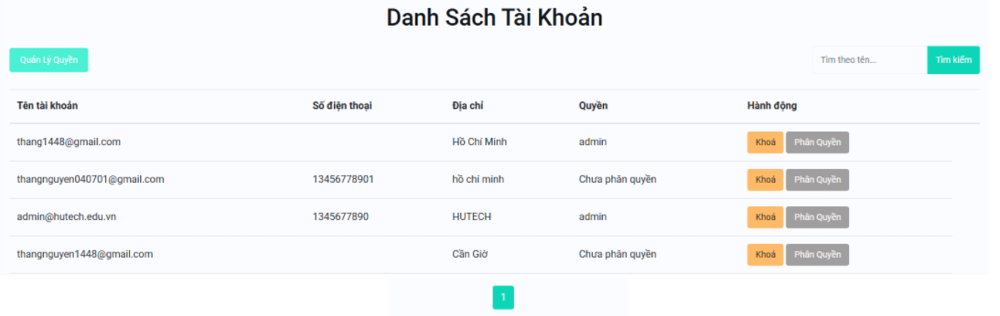 Danh Sách Tài Khoản
Quản Lý Quyền
Tìm theo tên... Tìm kiếm
Tên tài khoản Số điện thoại Địa chỉ Quyền Hành động
thang1448@gmail.com Hồ Chí Minh admin Khoá Phân Quyền
thangnguyen040701@gmail.com 13456778901 hồ chí minh Chưa phân quyền Khoá Phân Quyền
admin@hutech.edu.vn 1345677890 HUTECH admin Khoá Phân Quyền
thangnguyen1448@gmail.com Cần Giờ Chưa phân quyền Khoá Phân Quyền
1